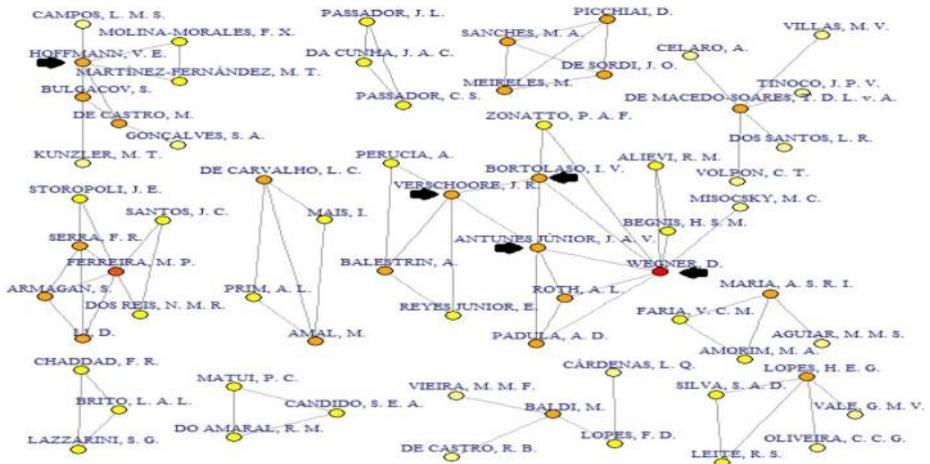 CAMPOS, L. M. S.
MOLINA-MORALES, F. X.
HOFFMANN, V. E.
MARTÍNEZ-FERNÁNDEZ, M. T.
BULGACOV, S.
DE CASTRO, M.
GONÇALVES, S. A.
KUNZLER, M. T.
PASSADOR, J. L.
DA CUNHA, J. A. C.
PASSADOR, C. S.
PICCHIAI, D.
SANCHES, M. A.
DE SORDI, J. O.
MEIRELES, M.
VILLAS, M. V.
CELARO, A.
TINOCO, J. P. V.
DE MACEDO-SOARES, T. D. L. v. A.
DOS SANTOS, L. R.
VOLPON, C. T.
ZONATTO, P. A. F.
PERUCIA, A.
BORTOLASO, I. V.
ALIEVI, R. M.
VERSCHOORE, J. R.
MISOCSKY, M. C.
BEGNIS, H. S. M.
ANTUNES JÚNIOR, J. A. V.
WEGNER, D.
BALESTRIN, A.
REYES JUNIOR, E.
ROTH, A. L.
PADULA, A. D.
DE CARVALHO, L. C.
MAIS, I.
PRIM, A. L.
AMAL, M.
STOROPOLI, J. E.
SANTOS, J. C.
SERRA, F. R.
FERREIRA, M. P.
ARMAGAN, S.
DOS REIS, N. M. R.
LI, D.
MARIA, A. S. R. I.
FARIA, V. C. M.
AGUIAR, M. M. S.
AMORIM, M. A.
CHADDAD, F. R.
BRITO, L. A. L.
LAZZARINI, S. G.
MATUI, P. C.
CANDIDO, S. E. A.
DO AMARAL, R. M.
VIEIRA, M. M. F.
BALDI, M.
DE CASTRO, R. B.
CÁRDENAS, L. Q.
LOPES, F. D.
LOPES, H. E. G.
SILVA, S. A. D.
VALE, G. M. V.
OLIVEIRA, C. C. G.
LEITE, R. S.